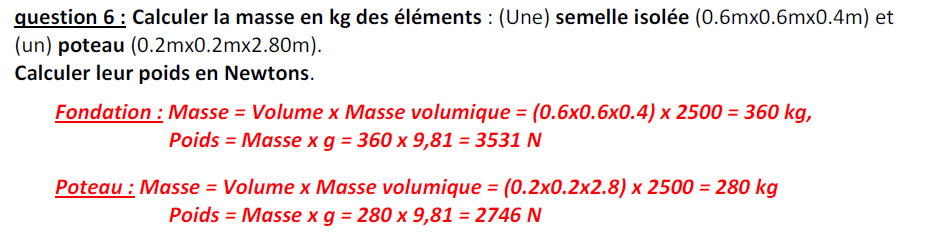 question 6 : Calculer la masse en kg des éléments : (Une) semelle isolée (0.6mx0.6mx0.4m) et
(un) poteau (0.2mx0.2mx2.80m).
Calculer leur poids en Newtons.
Fondation : Masse = Volume x Masse volumique = (0.6x0.6x0.4) x 2500 = 360 kg,
Poids = Masse x g = 360 x 9,81 = 3531 N
Poteau : Masse = Volume x Masse volumique = (0.2x0.2x2.8) x 2500 = 280 kg
Poids = Masse x g = 280 x 9,81 = 2746 N